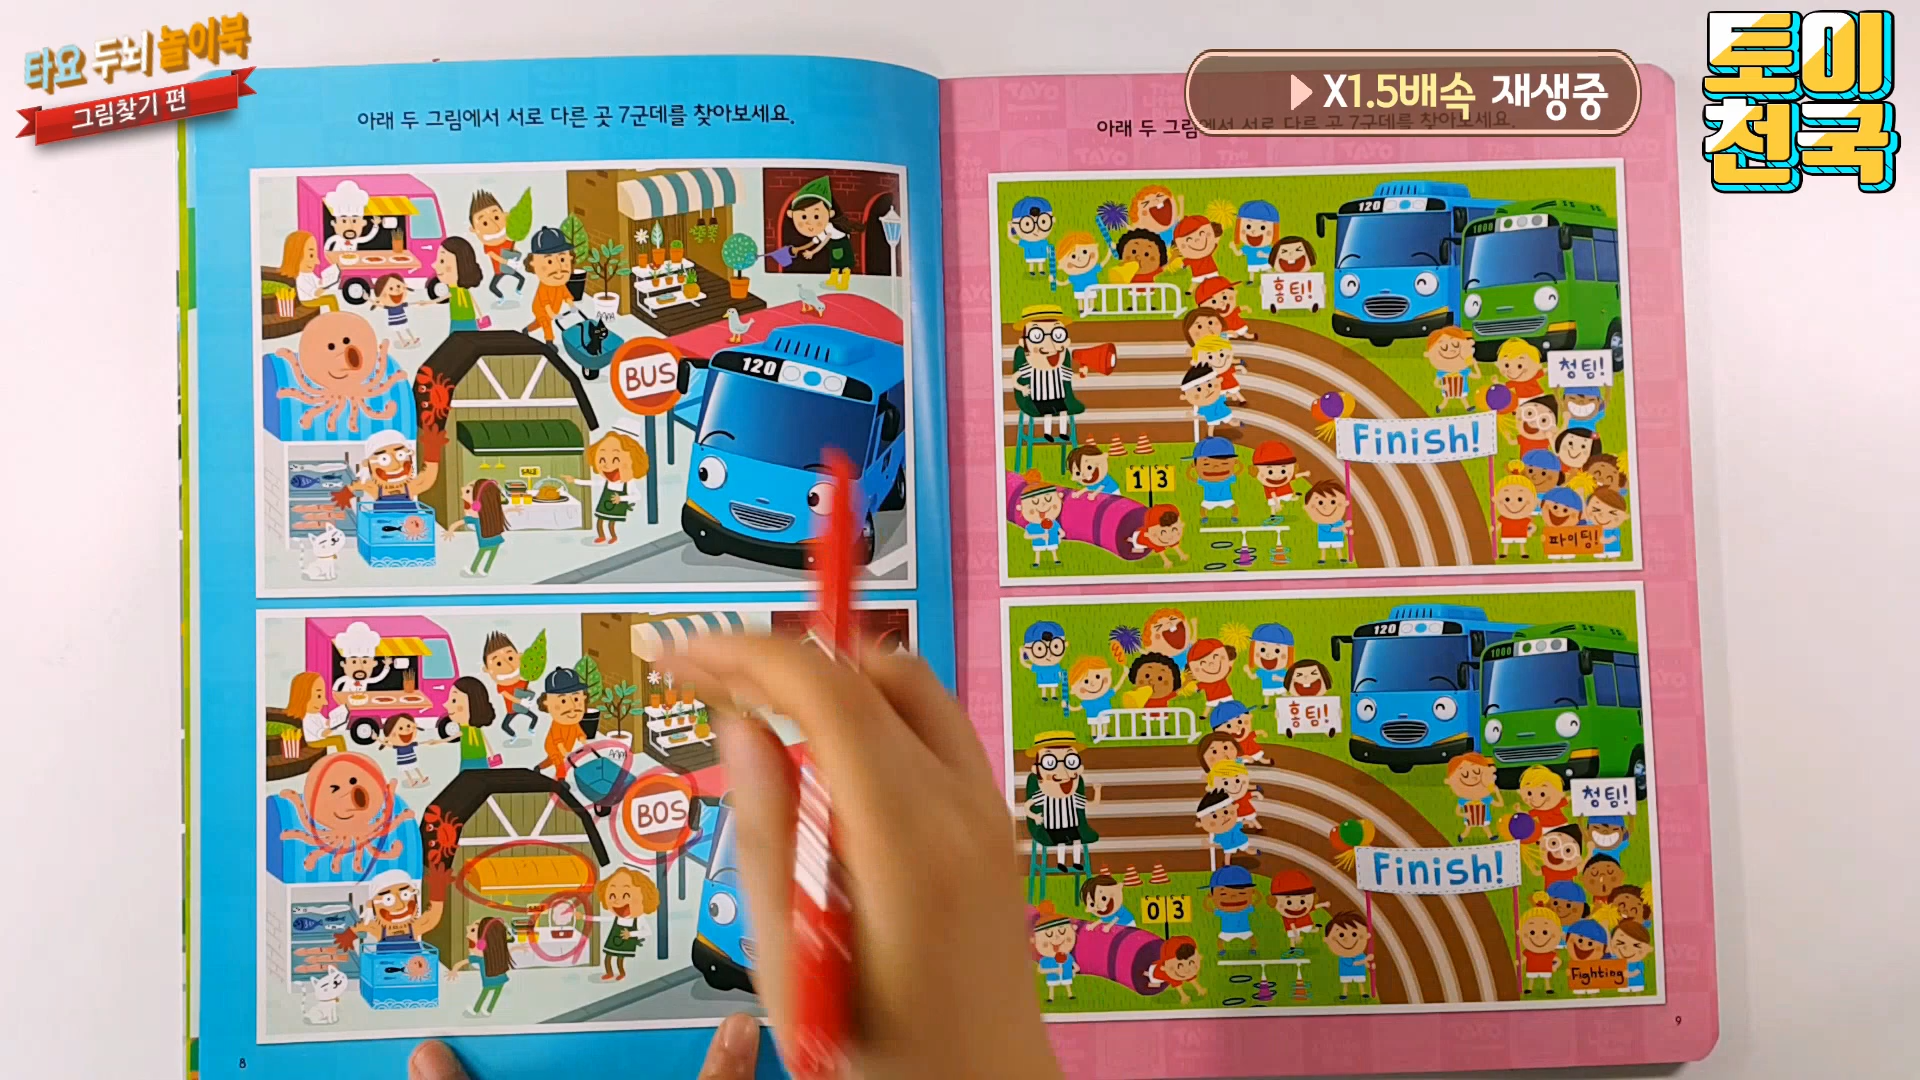 타요 두뇌 놀이북
그림찾기 편
X1.5배속 재생중
토이
천국
아래 두 그림에서 서로 다른 곳 7군데를 찾아보세요.
120
BUS
SALE
BOS
8
아래 두 그림에서 서로 다른 곳 7군데를 찾아보세요.
120
1000
홍팀!
청팀!
Finish!
13
파이팅!
120
1000
홍팀!
청팀!
Finish!
03
Fighting
9